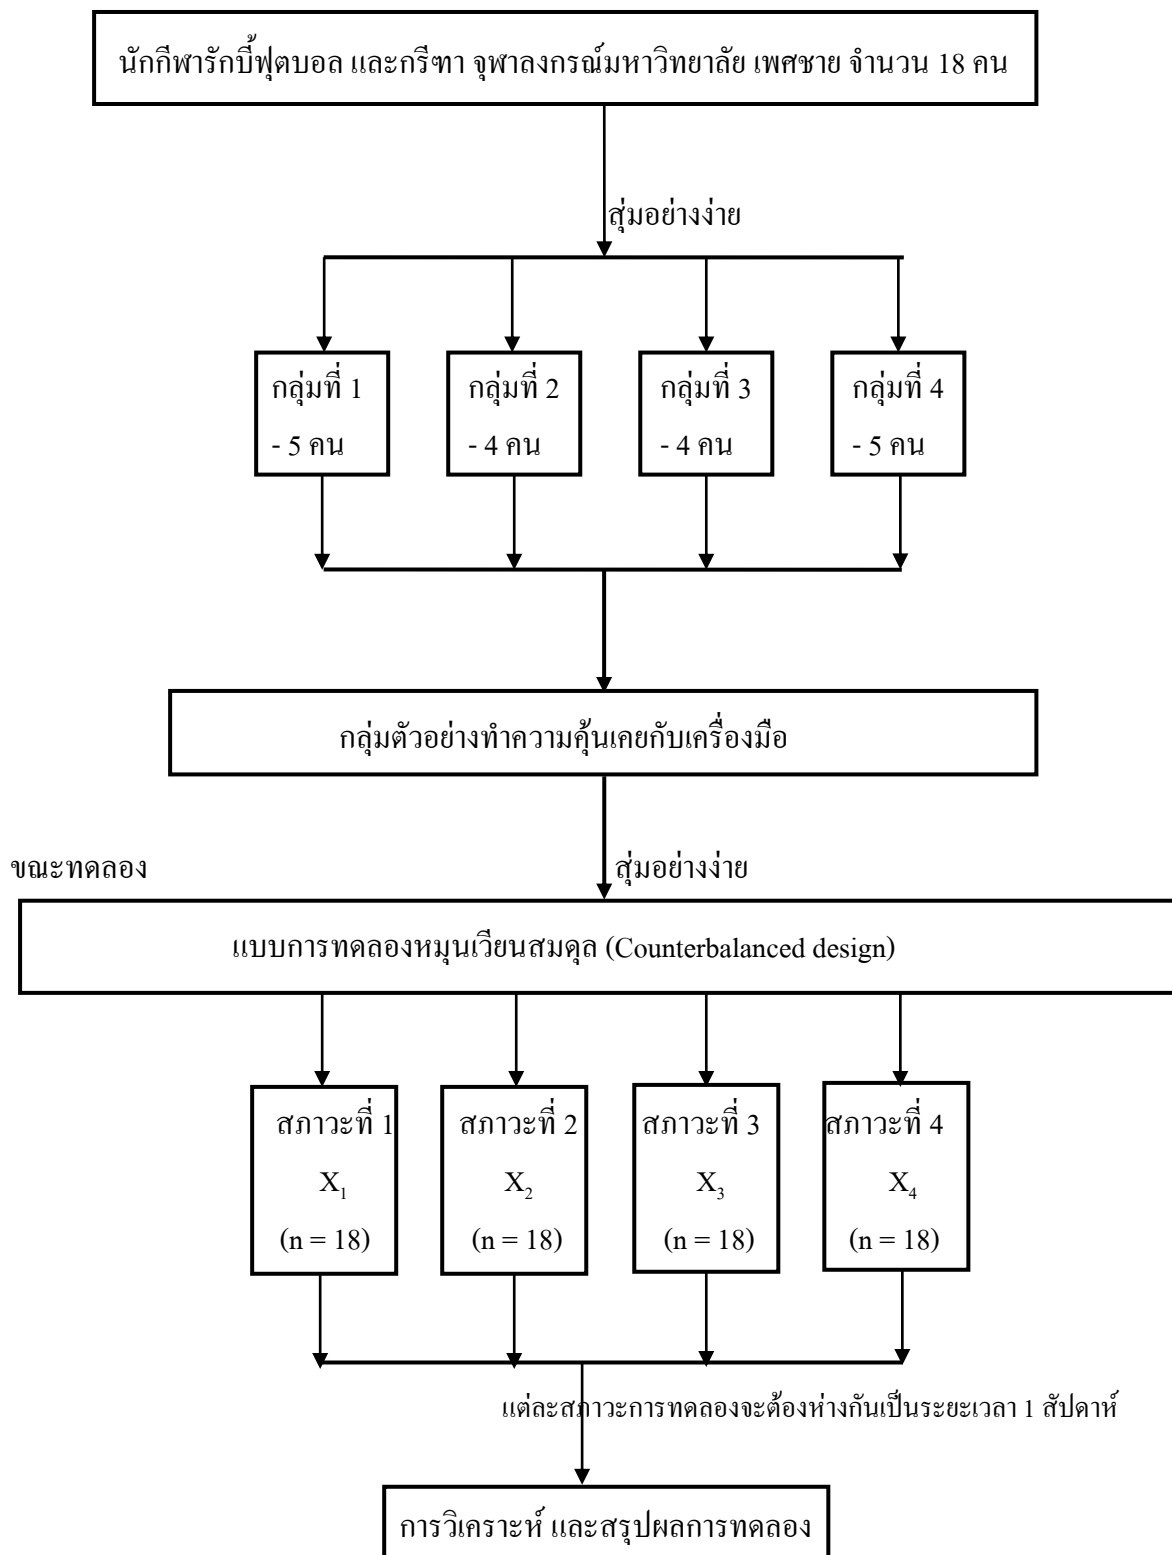 นักกีฬารักบี้ฟุตบอล และกรีฑา จุฬาลงกรณ์มหาวิทยาลัย เพศชาย จำนวน 18 คน
สุ่มอย่างง่าย
กลุ่มที่ 1
- 5 คน
กลุ่มที่ 2
- 4 คน
กลุ่มที่ 3
- 4 คน
กลุ่มที่ 4
- 5 คน
กลุ่มตัวอย่างทำความคุ้นเคยกับเครื่องมือ
ขณะทดลอง
สุ่มอย่างง่าย
แบบการทดลองหมุนเวียนสมดุล (Counterbalanced design)
สภาวะที่ 1
X₁
(n = 18)
สภาวะที่ 2
X₂
(n = 18)
สภาวะที่ 3
X₃
(n = 18)
สภาวะที่ 4
X₄
(n = 18)
แต่ละสภาวะการทดลองจะต้องห่างกันเป็นระยะเวลา 1 สัปดาห์
การวิเคราะห์ และสรุปผลการทดลอง